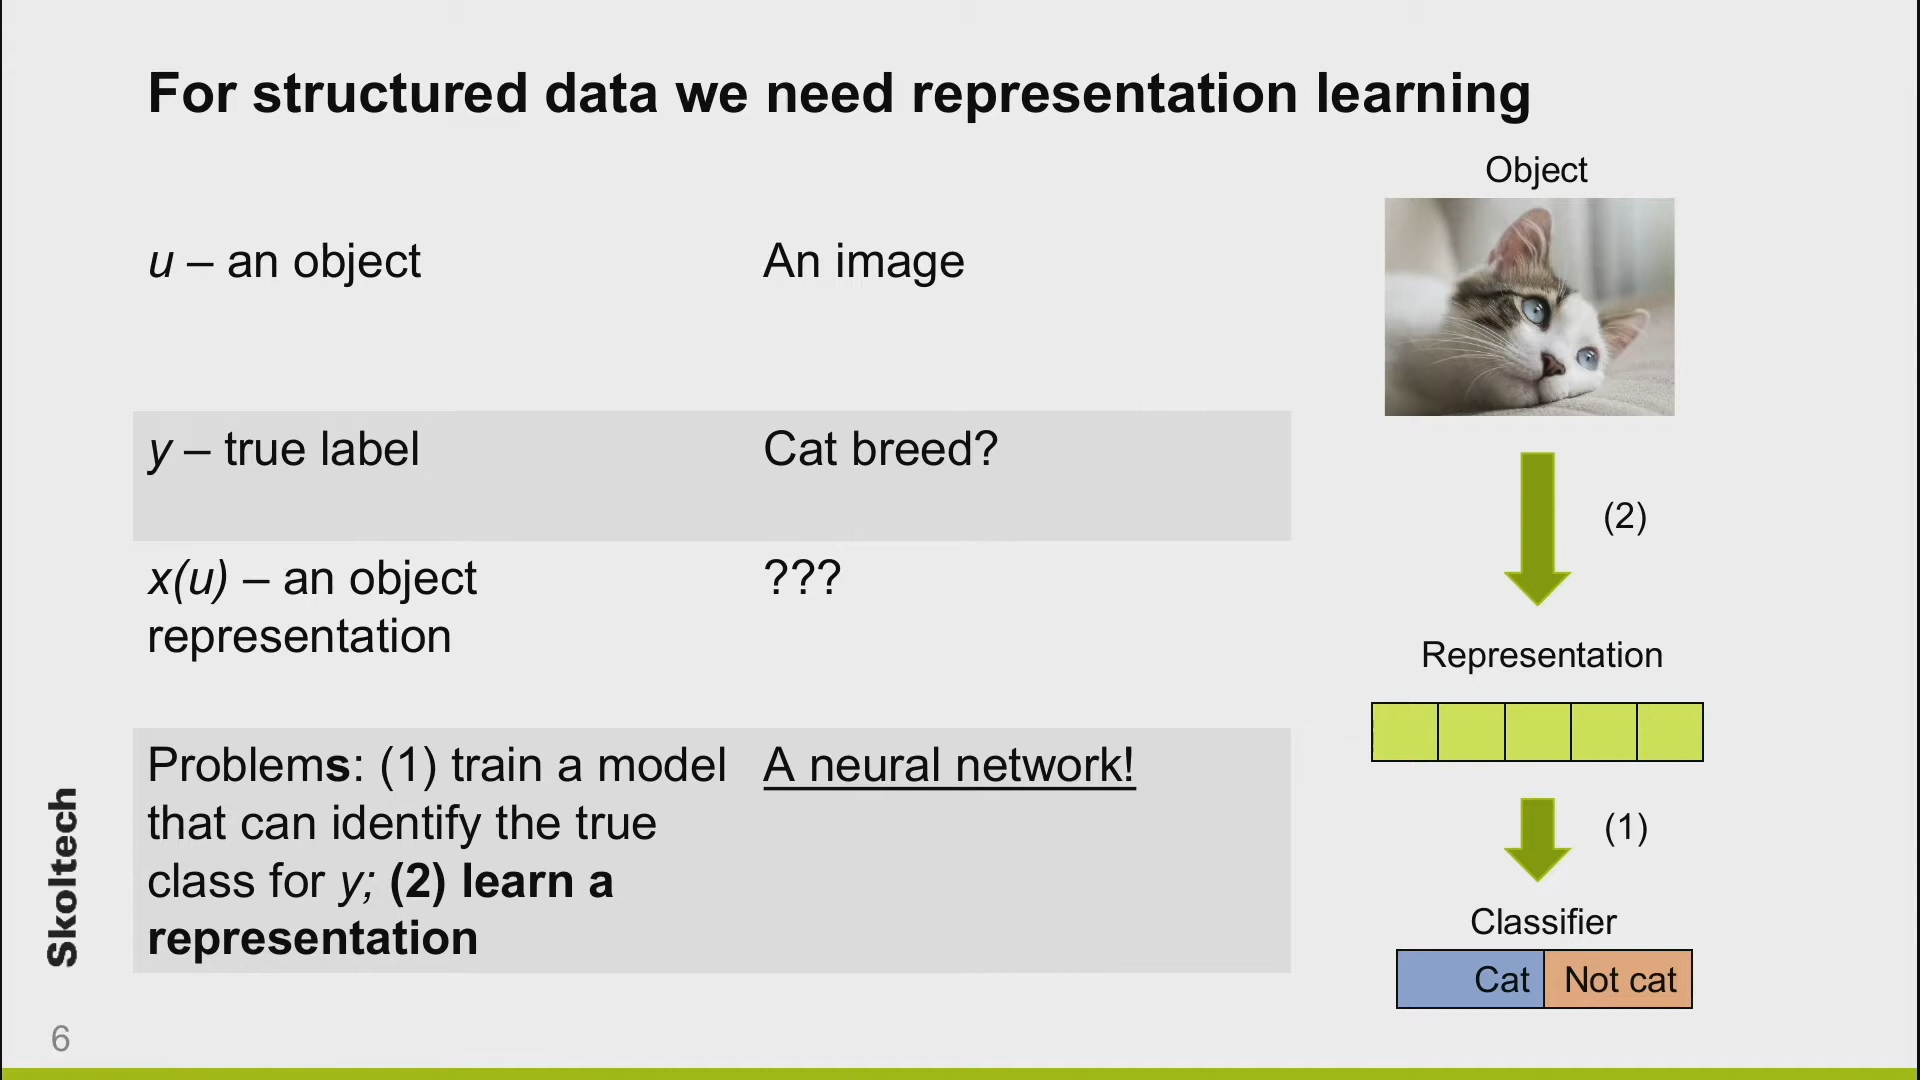 For structured data we need representation learning
u – an object
An image
y – true label
Cat breed?
x(u) – an object
representation
???
Problems: (1) train a model
that can identify the true
class for y; (2) learn a
representation
A neural network!
Object
(2)
Representation
(1)
Classifier
Cat
Not cat
Skoltech
6